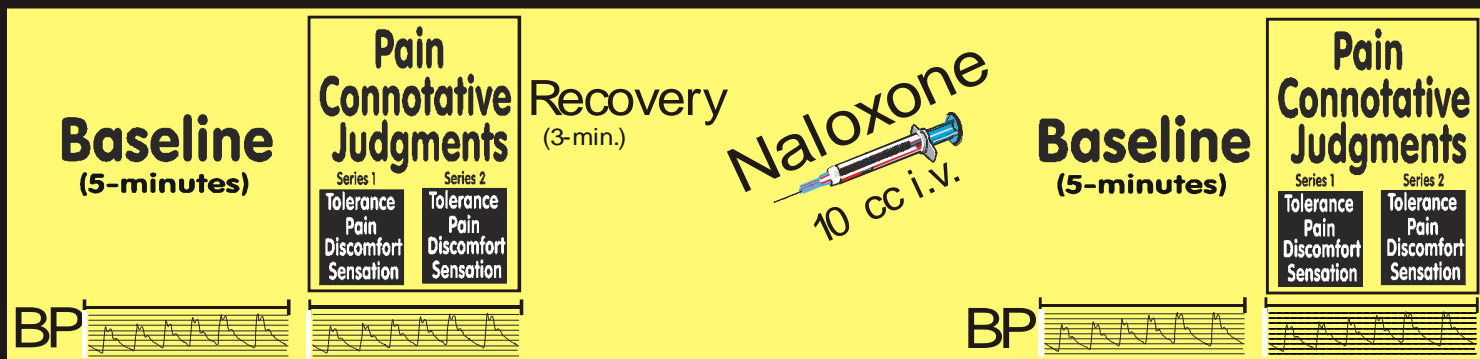 Baseline
(5-minutes)
Pain
Connotative
Judgments
Series 1
Tolerance
Pain
Discomfort
Sensation
Series 2
Tolerance
Pain
Discomfort
Sensation
Recovery
(3-min.)
Naloxone
10 cc i.v.
Baseline
(5-minutes)
Pain
Connotative
Judgments
Series 1
Tolerance
Pain
Discomfort
Sensation
Series 2
Tolerance
Pain
Discomfort
Sensation
BP
BP